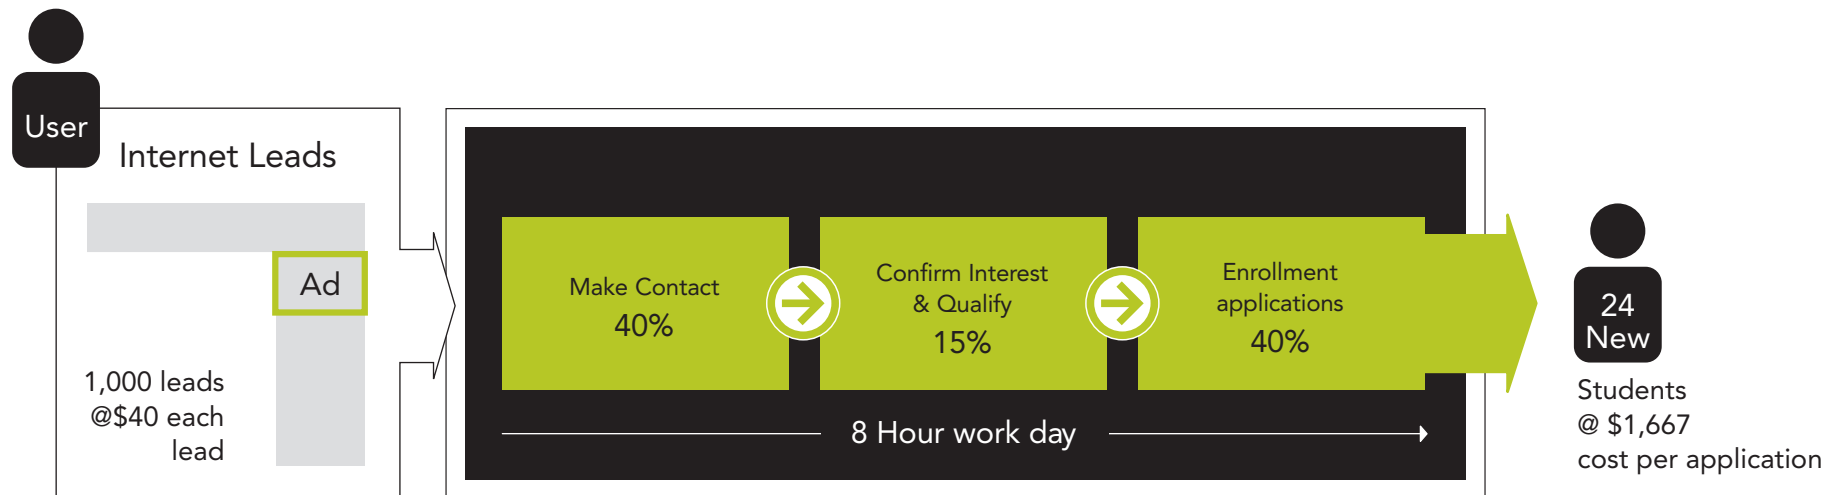 User
Internet Leads
Ad
1,000 leads
@$40 each
lead
Make Contact
40%
Confirm Interest
& Qualify
15%
Enrollment
applications
40%
8 Hour work day
24
New
Students
@ $1,667
cost per application